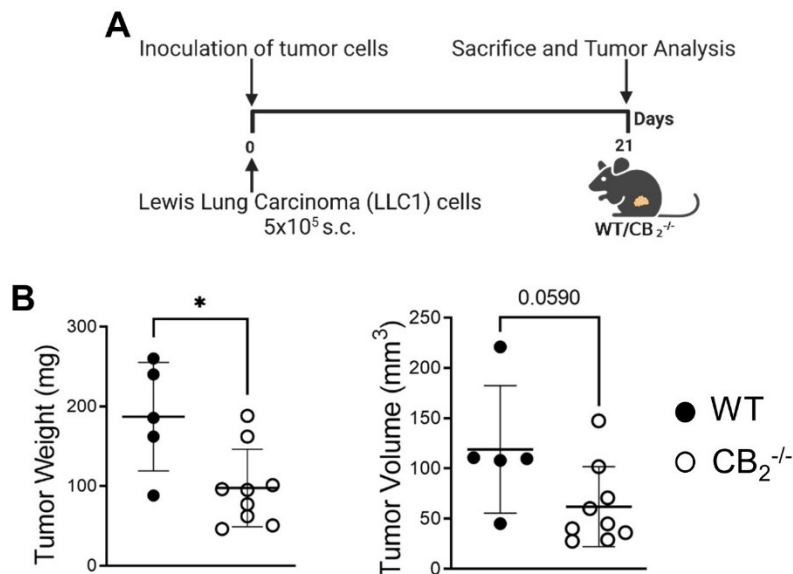 A
Inoculation of tumor cells
Sacrifice and Tumor Analysis
Days
0
21
Lewis Lung Carcinoma (LLC1) cells
5x10⁵ s.c.
WT/CB₂⁻/⁻
B
Tumor Weight (mg)
300
200
100
0
*
Tumor Volume (mm³)
250
200
150
100
50
0
0.0590
WT
CB₂⁻/⁻